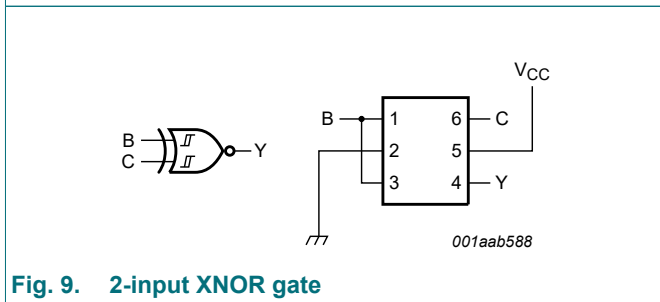 VCC
B
C
Y
B
1
2
3
6
5
4
C
Y
001aab588
Fig. 9. 2-input XNOR gate